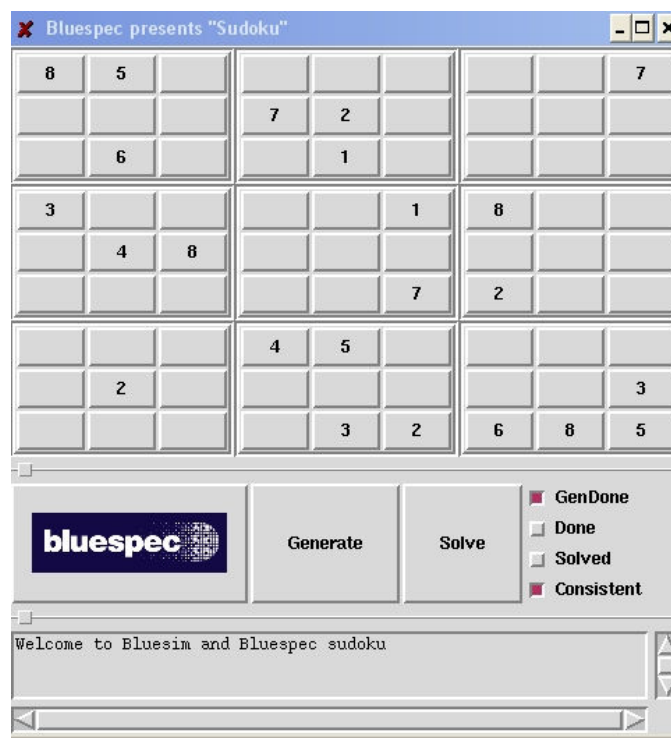 Bluespec presents "Sudoku"
8 5 7
7 2
6 1
3 1 8
4 8
7 2
4 5
2 3
3 2 6 8 5
bluespec Generate Solve
GenDone
Done
Solved
Consistent
Welcome to Bluesim and Bluespec sudoku